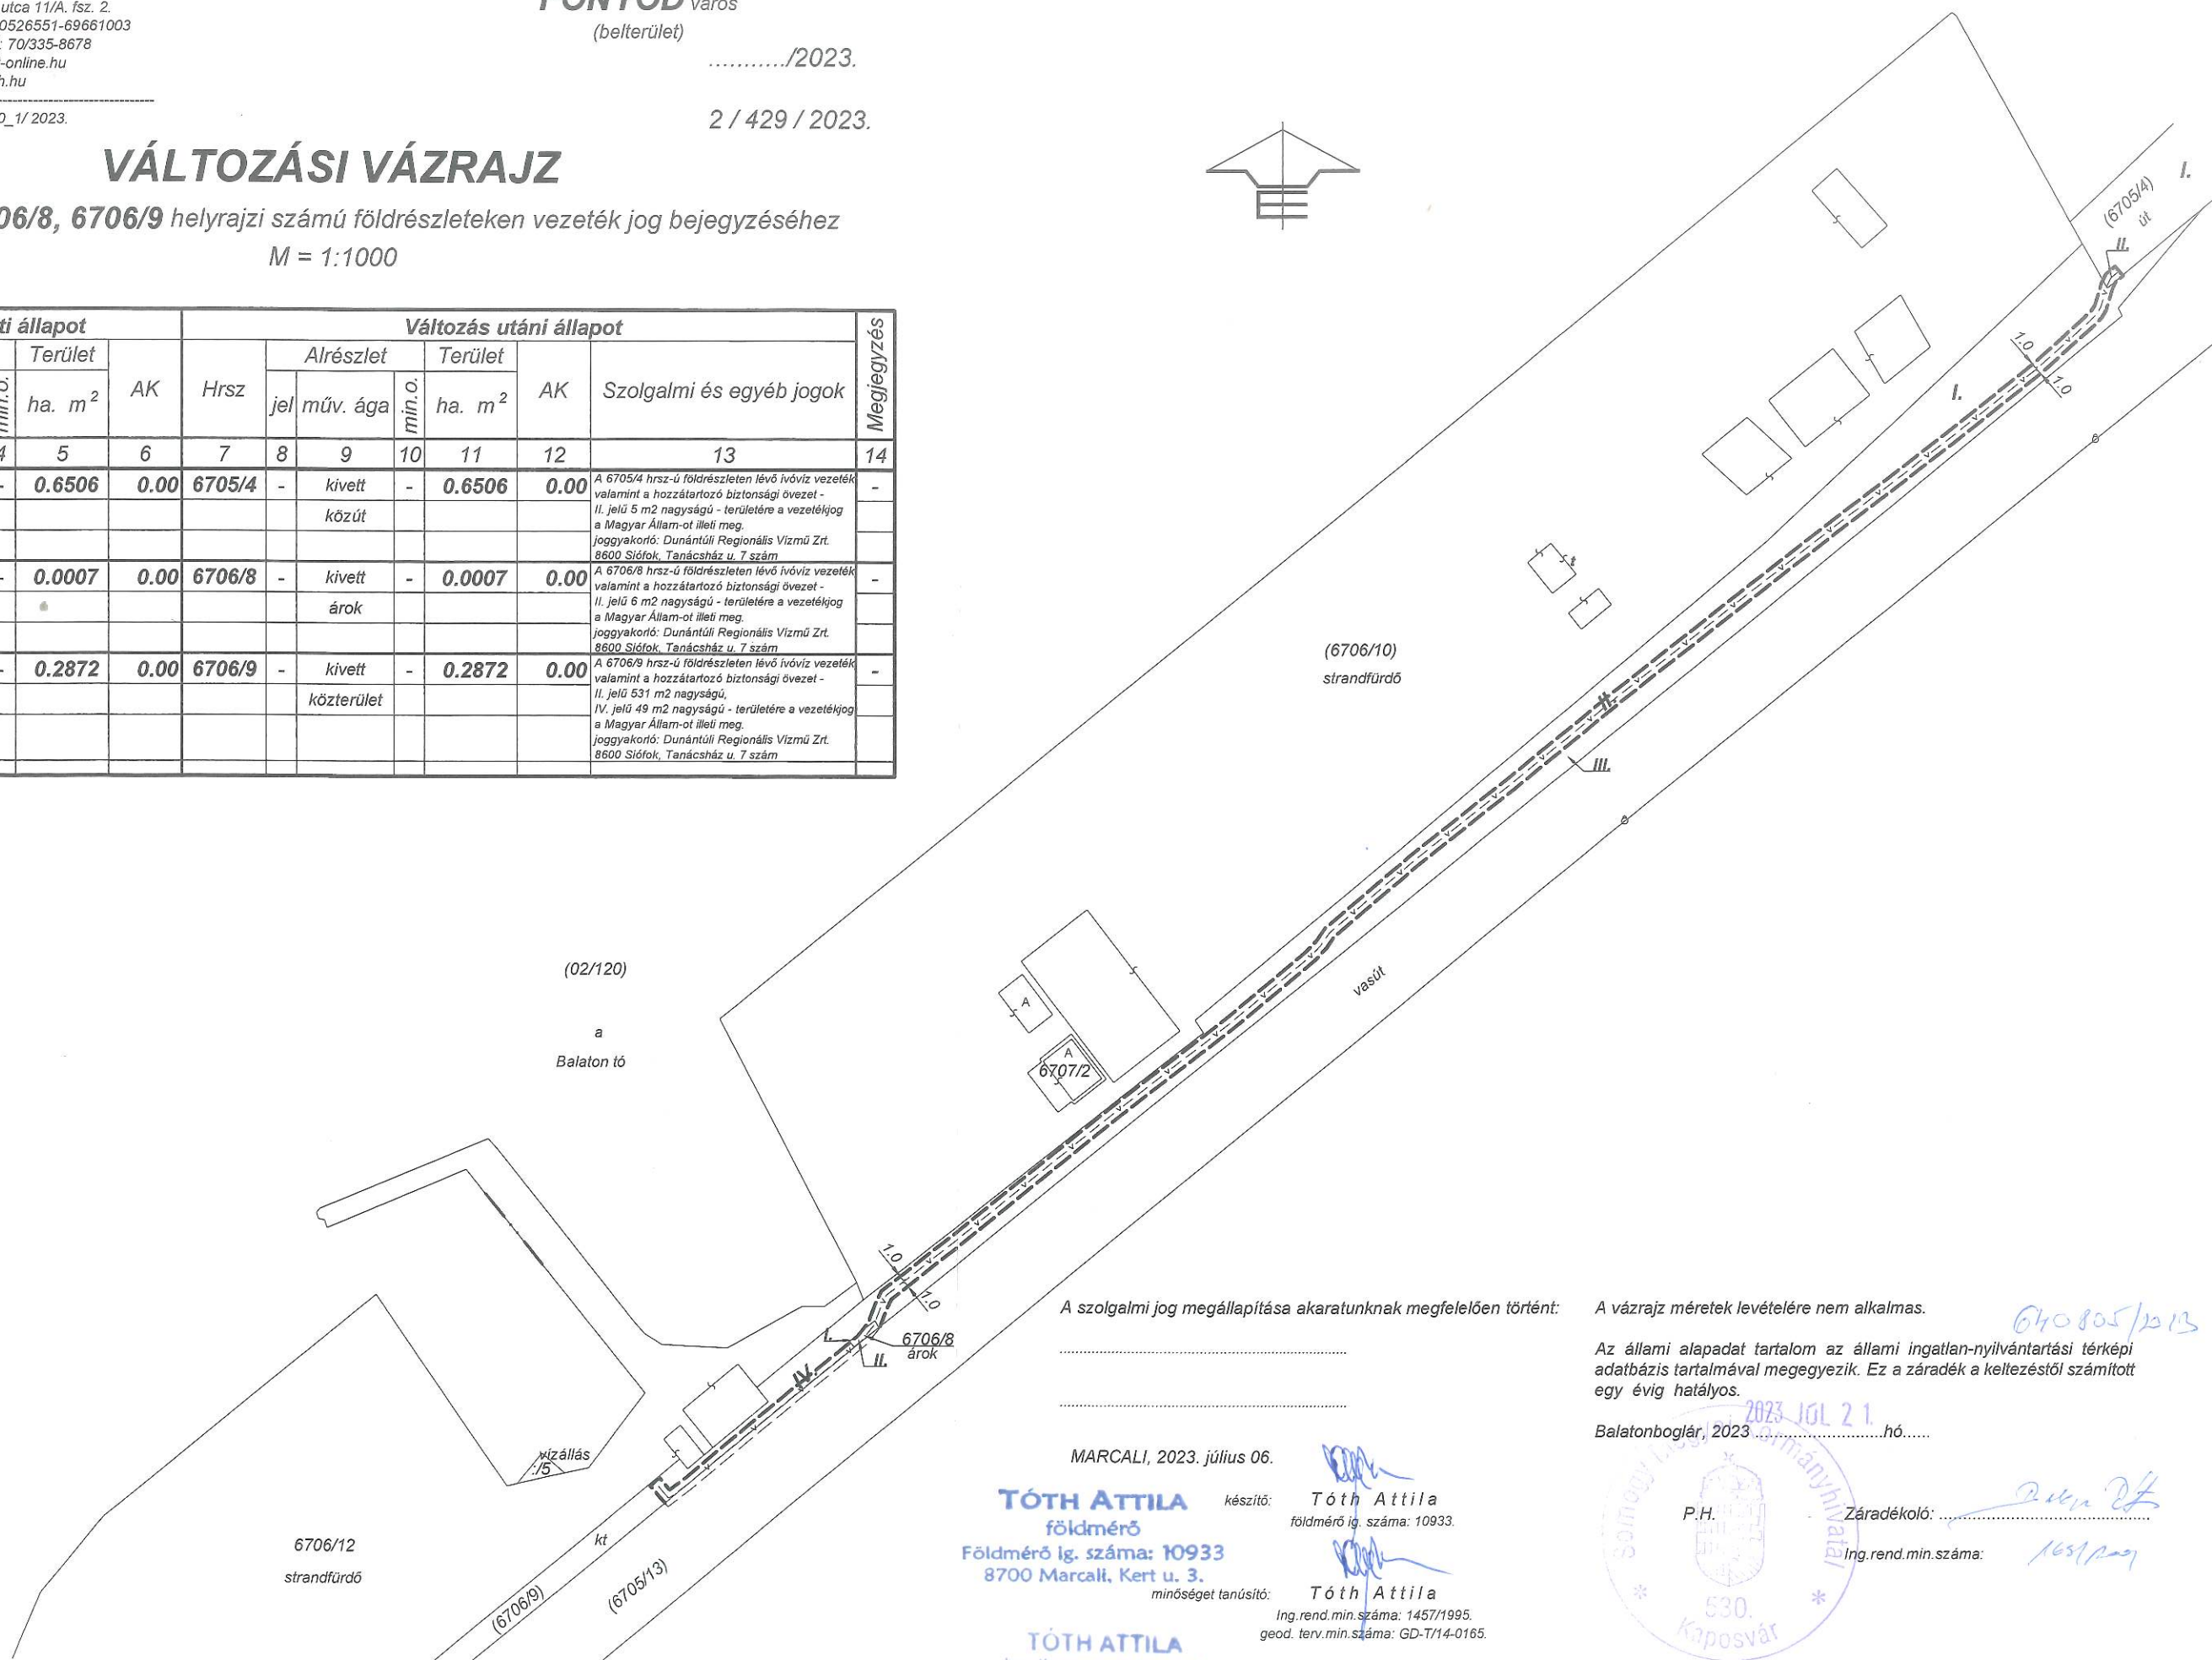 utca 11/A. fsz. 2.
0526551-69661003
: 70/335-8678
-online.hu
h.hu
0_1/ 2023.
FONYÓD város
(belterület)
.........../2023.
2 / 429 / 2023.
VÁLTOZÁSI VÁZRAJZ
06/8, 6706/9 helyrajzi számú földrészleteken vezeték jog bejegyzéséhez
M = 1:1000
ti állapot
Változás utáni állapot
Megjegyzés
Terület
Alrészlet
Terület
min.o.
ha. m²
AK
Hrsz
jel
műv. ága
min.o.
ha. m²
AK
Szolgalmi és egyéb jogok
4 5 6 7 8 9 10 11 12 13 14
- 0.6506 0.00 6705/4 - kivett - 0.6506 0.00 -
közút
A 6705/4 hrsz-ú földrészleten lévő ívóvíz vezeték
valamint a hozzátartozó biztonsági övezet -
II. jelű 5 m2 nagyságú - területére a vezetékjog
a Magyar Állam-ot illeti meg.
joggyakorló: Dunántúli Regionális Vízmű Zrt.
8600 Siófok, Tanácsház u. 7 szám
- 0.0007 0.00 6706/8 - kivett - 0.0007 0.00 -
árok
A 6706/8 hrsz-ú földrészleten lévő ívóvíz vezeték
valamint a hozzátartozó biztonsági övezet -
II. jelű 6 m2 nagyságú - területére a vezetékjog
a Magyar Állam-ot illeti meg.
joggyakorló: Dunántúli Regionális Vízmű Zrt.
8600 Siófok, Tanácsház u. 7 szám
- 0.2872 0.00 6706/9 - kivett - 0.2872 0.00 -
közterület
A 6706/9 hrsz-ú földrészleten lévő ívóvíz vezeték
valamint a hozzátartozó biztonsági övezet -
II. jelű 531 m2 nagyságú,
IV. jelű 49 m2 nagyságú - területére a vezetékjog
a Magyar Állam-ot illeti meg.
joggyakorló: Dunántúli Regionális Vízmű Zrt.
8600 Siófok, Tanácsház u. 7 szám
É
I.
(6705/4)
út
II.
1.0
1.0
I.
t
(6706/10)
strandfürdő
II.
III.
vasút
(02/120)
a
Balaton tó
A
A
6707/2
1.0
1.0
I.
6706/8
árok
II.
IV.
vízállás
:/5
kt
6706/12
strandfürdő
(6706/9)
(6705/13)
A szolgalmi jog megállapítása akaratunknak megfelelően történt:
MARCALI, 2023. július 06.
TÓTH ATTILA
földmérő
Földmérő ig. száma: 10933
8700 Marcali, Kert u. 3.
készítő:
Tóth Attila
földmérő ig. száma: 10933.
minőséget tanúsító:
Tóth Attila
Ing.rend.min.száma: 1457/1995.
geod. terv.min.száma: GD-T/14-0165.
TÓTH ATTILA
A vázrajz méretek levételére nem alkalmas.
640805/2023
Az állami alapadat tartalom az állami ingatlan-nyilvántartási térképi
adatbázis tartalmával megegyezik. Ez a záradék a keltezéstől számított
egy évig hatályos.
2023 JÚL 21.
Balatonboglár, 2023 ..........................hó......
P.H.
Záradékoló:
Ing.rend.min.száma:
Somogy Megyei Kormányhivatal
530.
Kaposvár